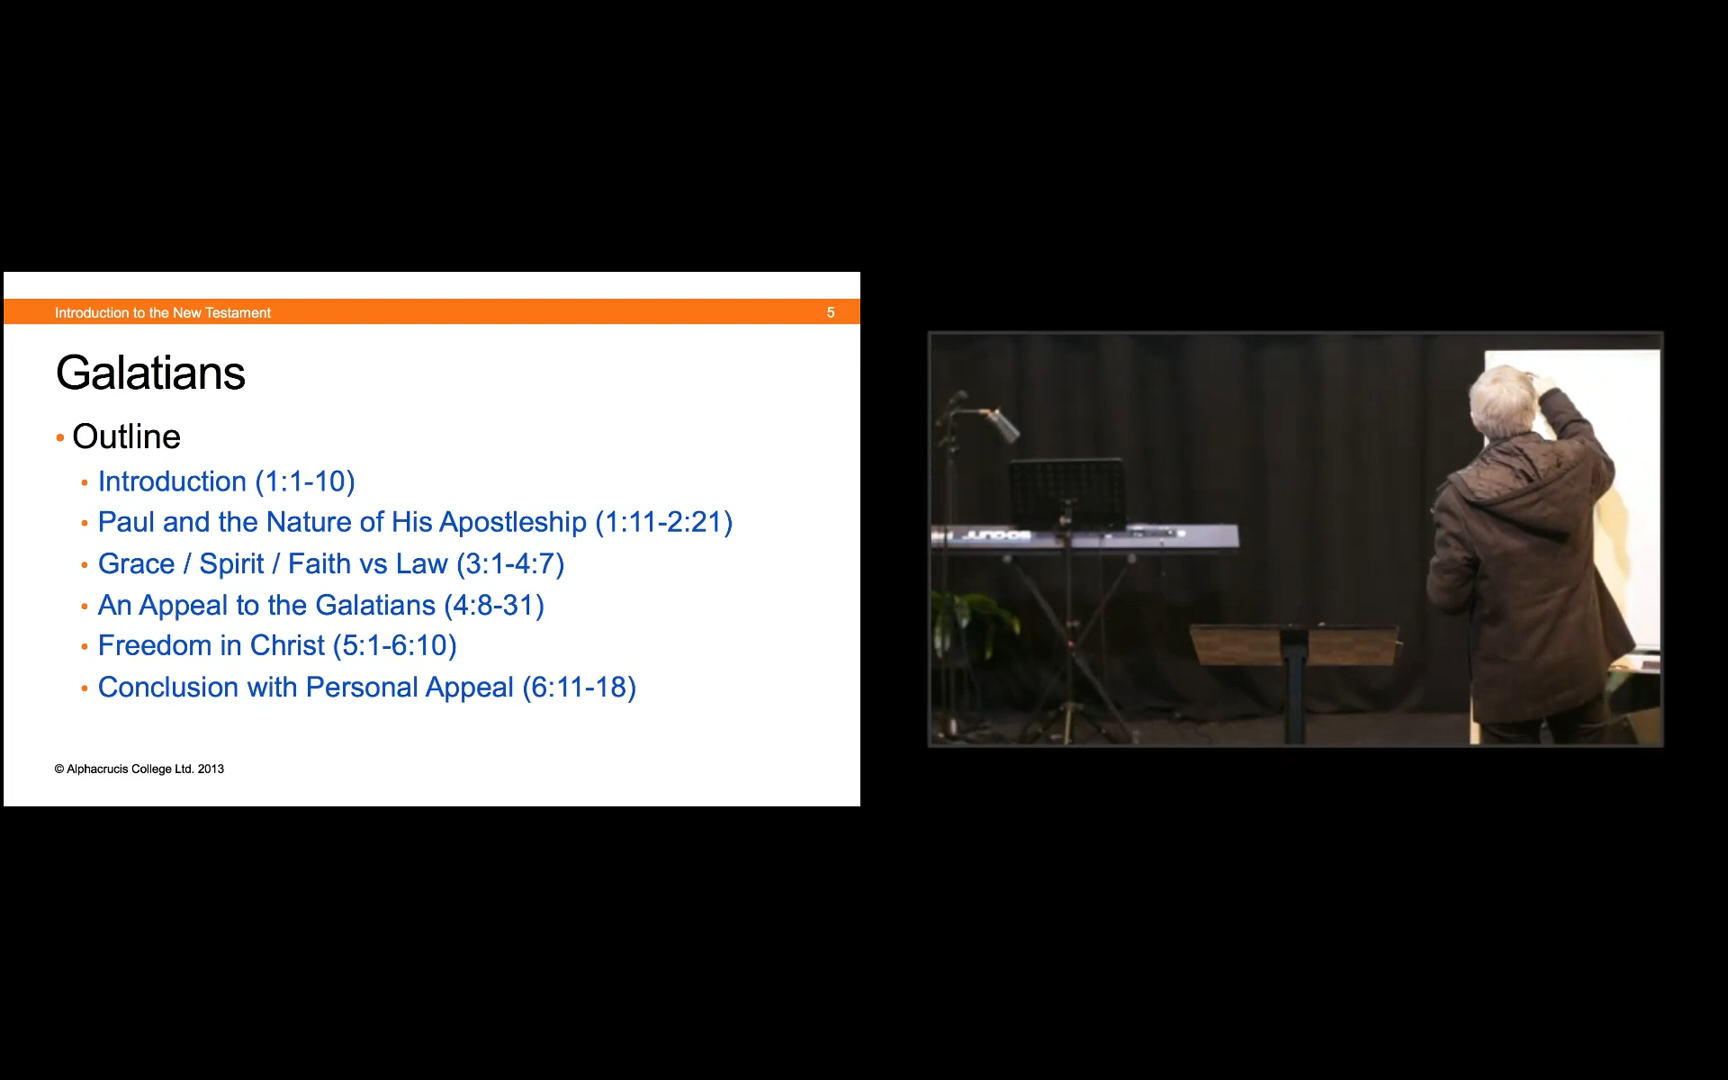 Introduction to the New Testament 5
Galatians
• Outline
• Introduction (1:1-10)
• Paul and the Nature of His Apostleship (1:11-2:21)
• Grace / Spirit / Faith vs Law (3:1-4:7)
• An Appeal to the Galatians (4:8-31)
• Freedom in Christ (5:1-6:10)
• Conclusion with Personal Appeal (6:11-18)
© Alphacrucis College Ltd. 2013